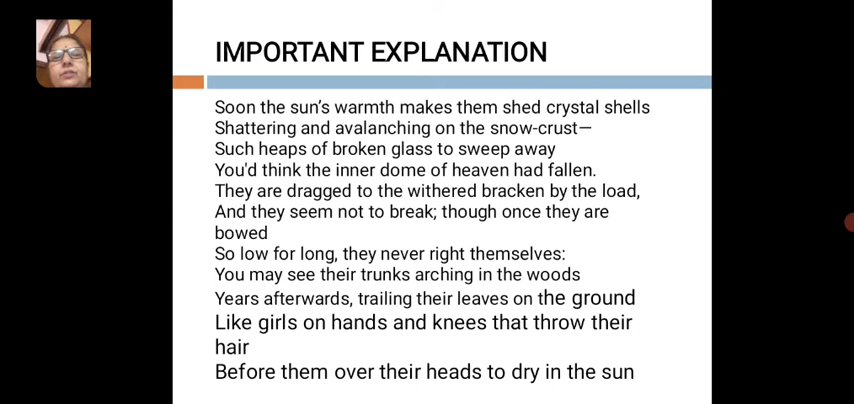 IMPORTANT EXPLANATION
Soon the sun's warmth makes them shed crystal shells
Shattering and avalanching on the snow-crust—
Such heaps of broken glass to sweep away
You'd think the inner dome of heaven had fallen.
They are dragged to the withered bracken by the load,
And they seem not to break; though once they are
bowed
So low for long, they never right themselves:
You may see their trunks arching in the woods
Years afterwards, trailing their leaves on the ground
Like girls on hands and knees that throw their
hair
Before them over their heads to dry in the sun